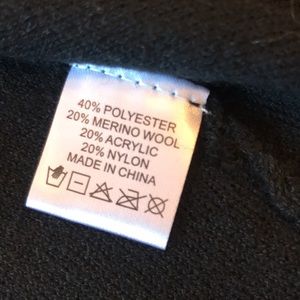 40% POLYESTER
20% MERINO WOOL
20% ACRYLIC
20% NYLON
MADE IN CHINA